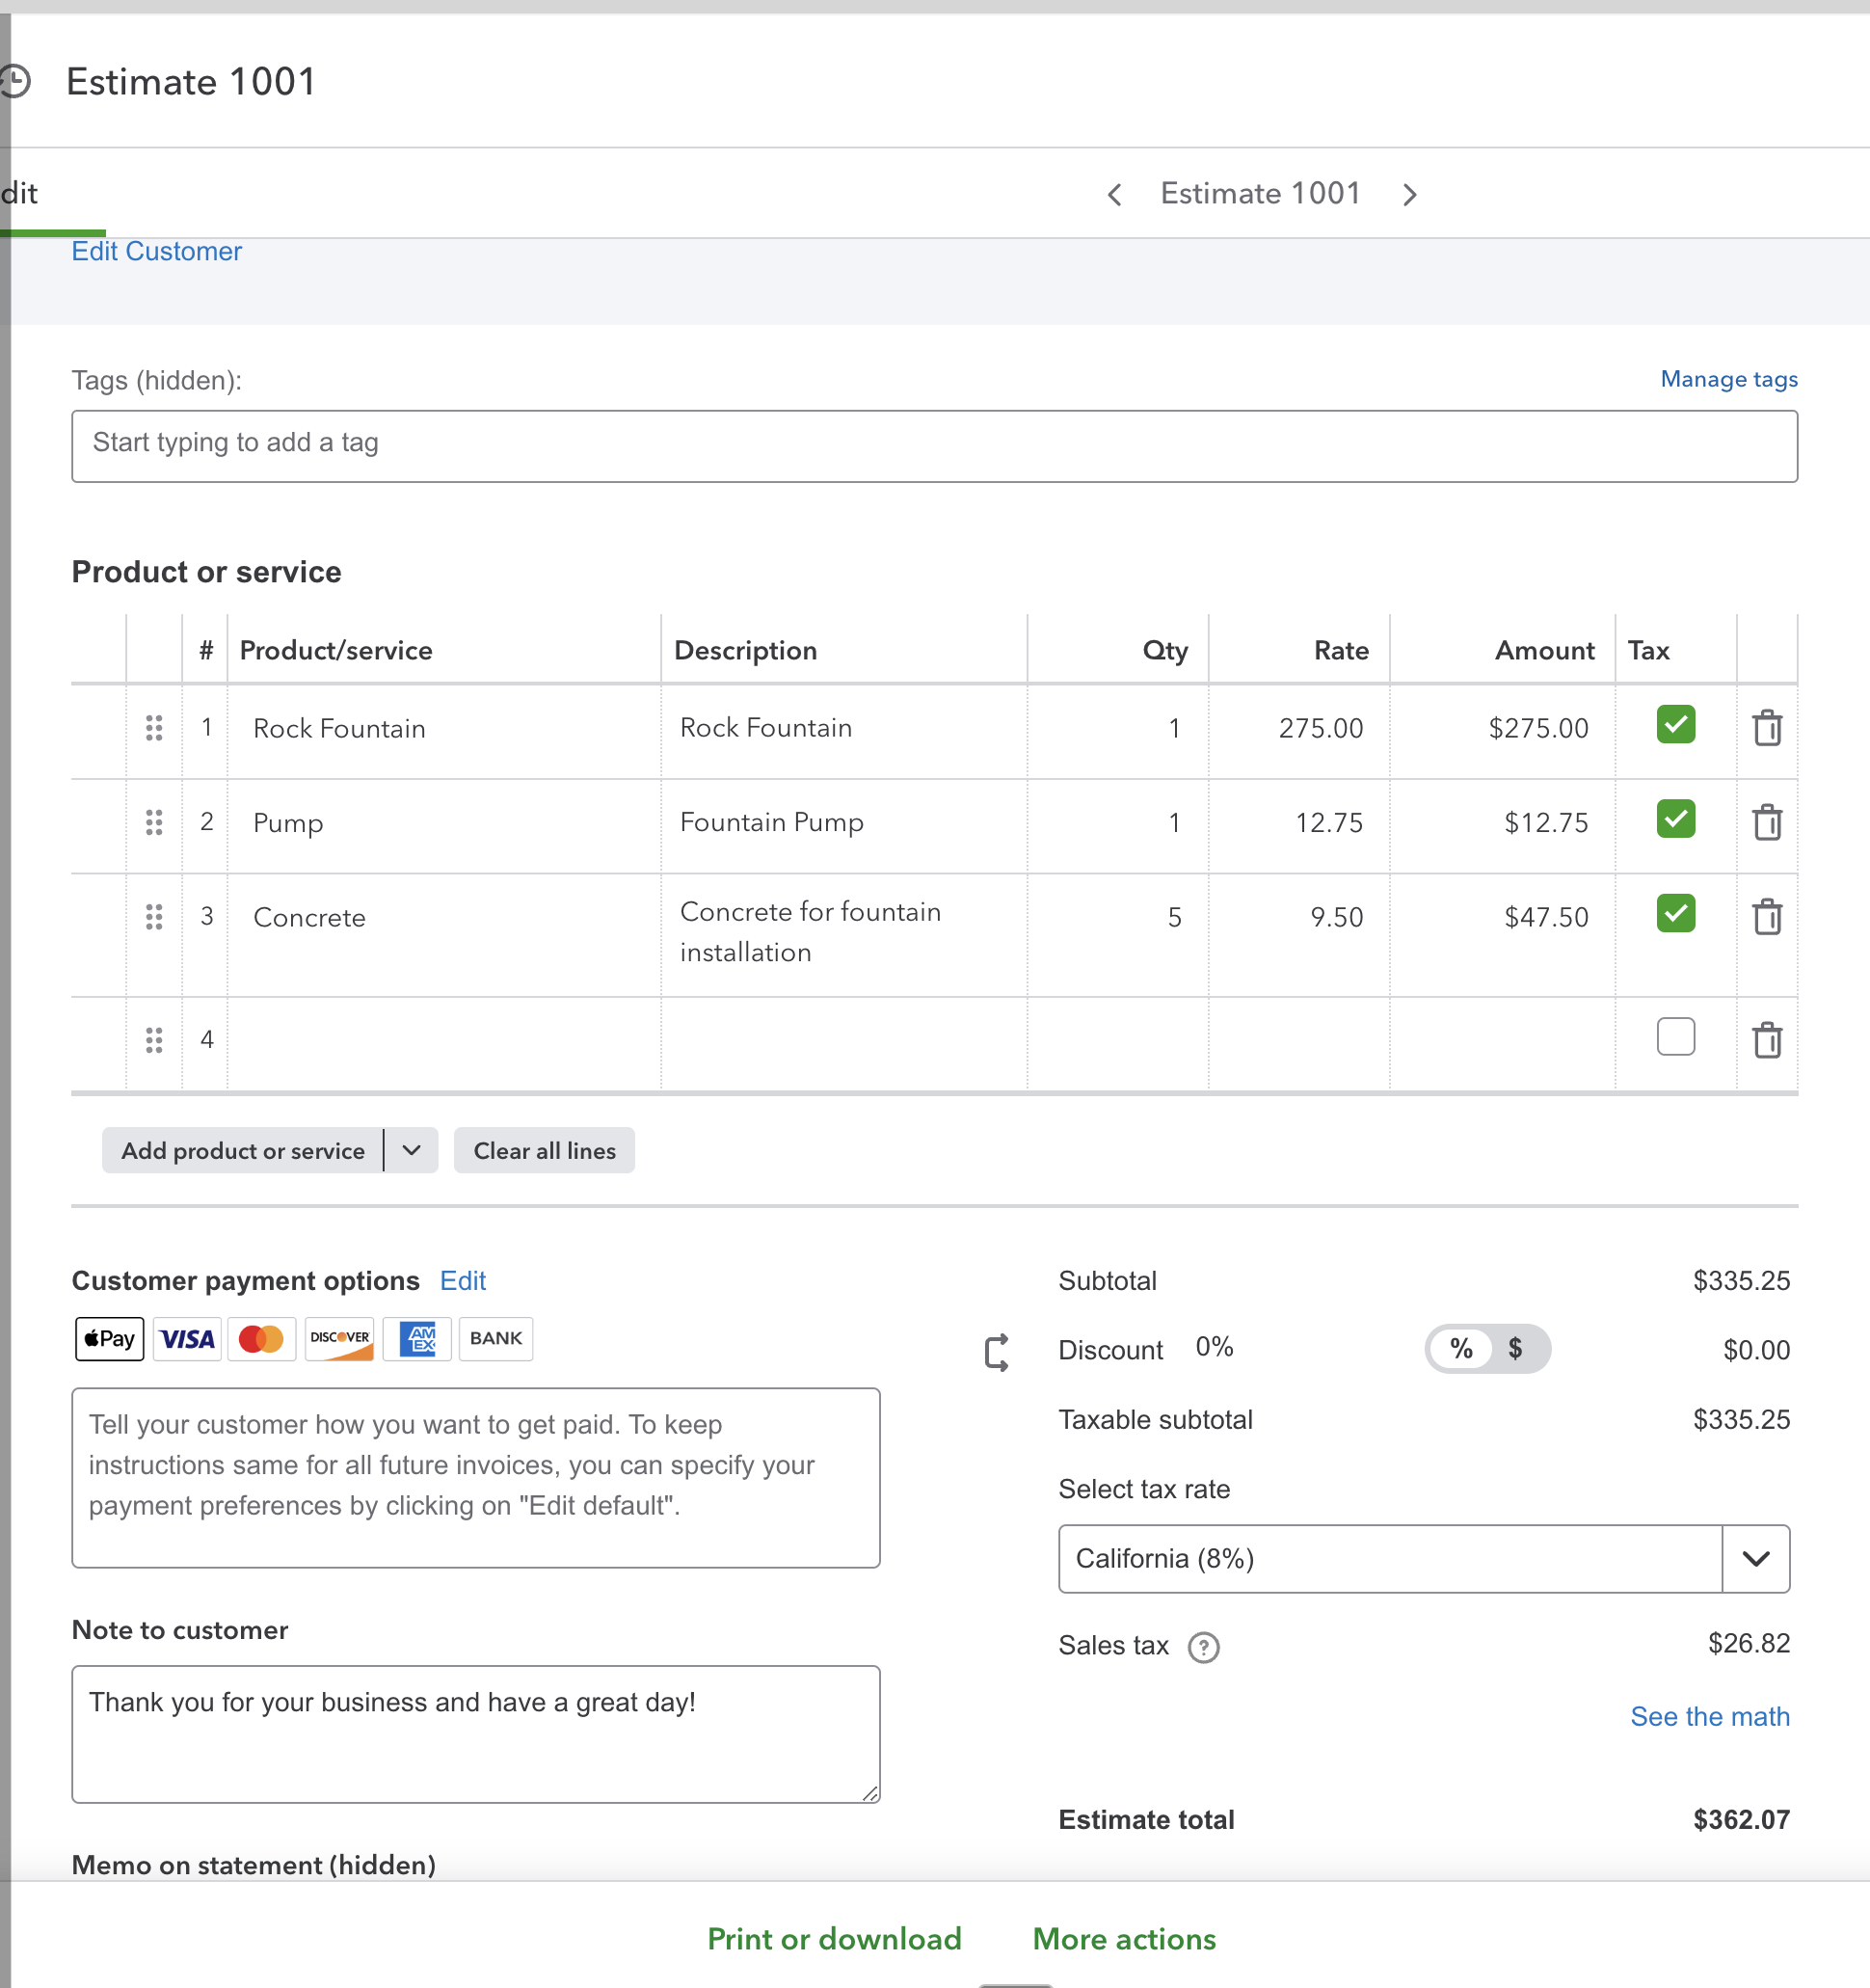 Estimate 1001
dit
Estimate 1001
Edit Customer
Tags (hidden):
Manage tags
Start typing to add a tag
Product or service
# Product/service Description Qty Rate Amount Tax
1 Rock Fountain Rock Fountain 1 275.00 $275.00
2 Pump Fountain Pump 1 12.75 $12.75
3 Concrete Concrete for fountain 5 9.50 $47.50
installation
4
Add product or service
Clear all lines
Customer payment options Edit
Pay VISA DISCOVER AM EX BANK
Tell your customer how you want to get paid. To keep
instructions same for all future invoices, you can specify your
payment preferences by clicking on "Edit default".
Note to customer
Thank you for your business and have a great day!
Memo on statement (hidden)
Subtotal $335.25
Discount 0% % $ $0.00
Taxable subtotal $335.25
Select tax rate
California (8%)
Sales tax ? $26.82
See the math
Estimate total $362.07
Print or download
More actions